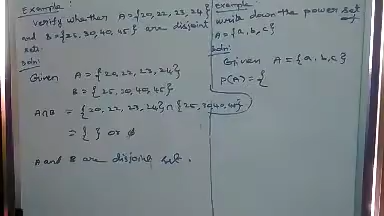 Example:
verify whether A={20,22,23,24}
and B={25,30,40,45} are disjoint
sets.
Soln:
Given A={20,22,23,24}
B={25,30,40,45}
A∩B = {20,22,23,24}∩{25,30,40,45}
= { } or ϕ
A and B are disjoint set.
Example:
write down the power set of
A={a,b,c}
Soln:
Given A={a,b,c}
P(A)={